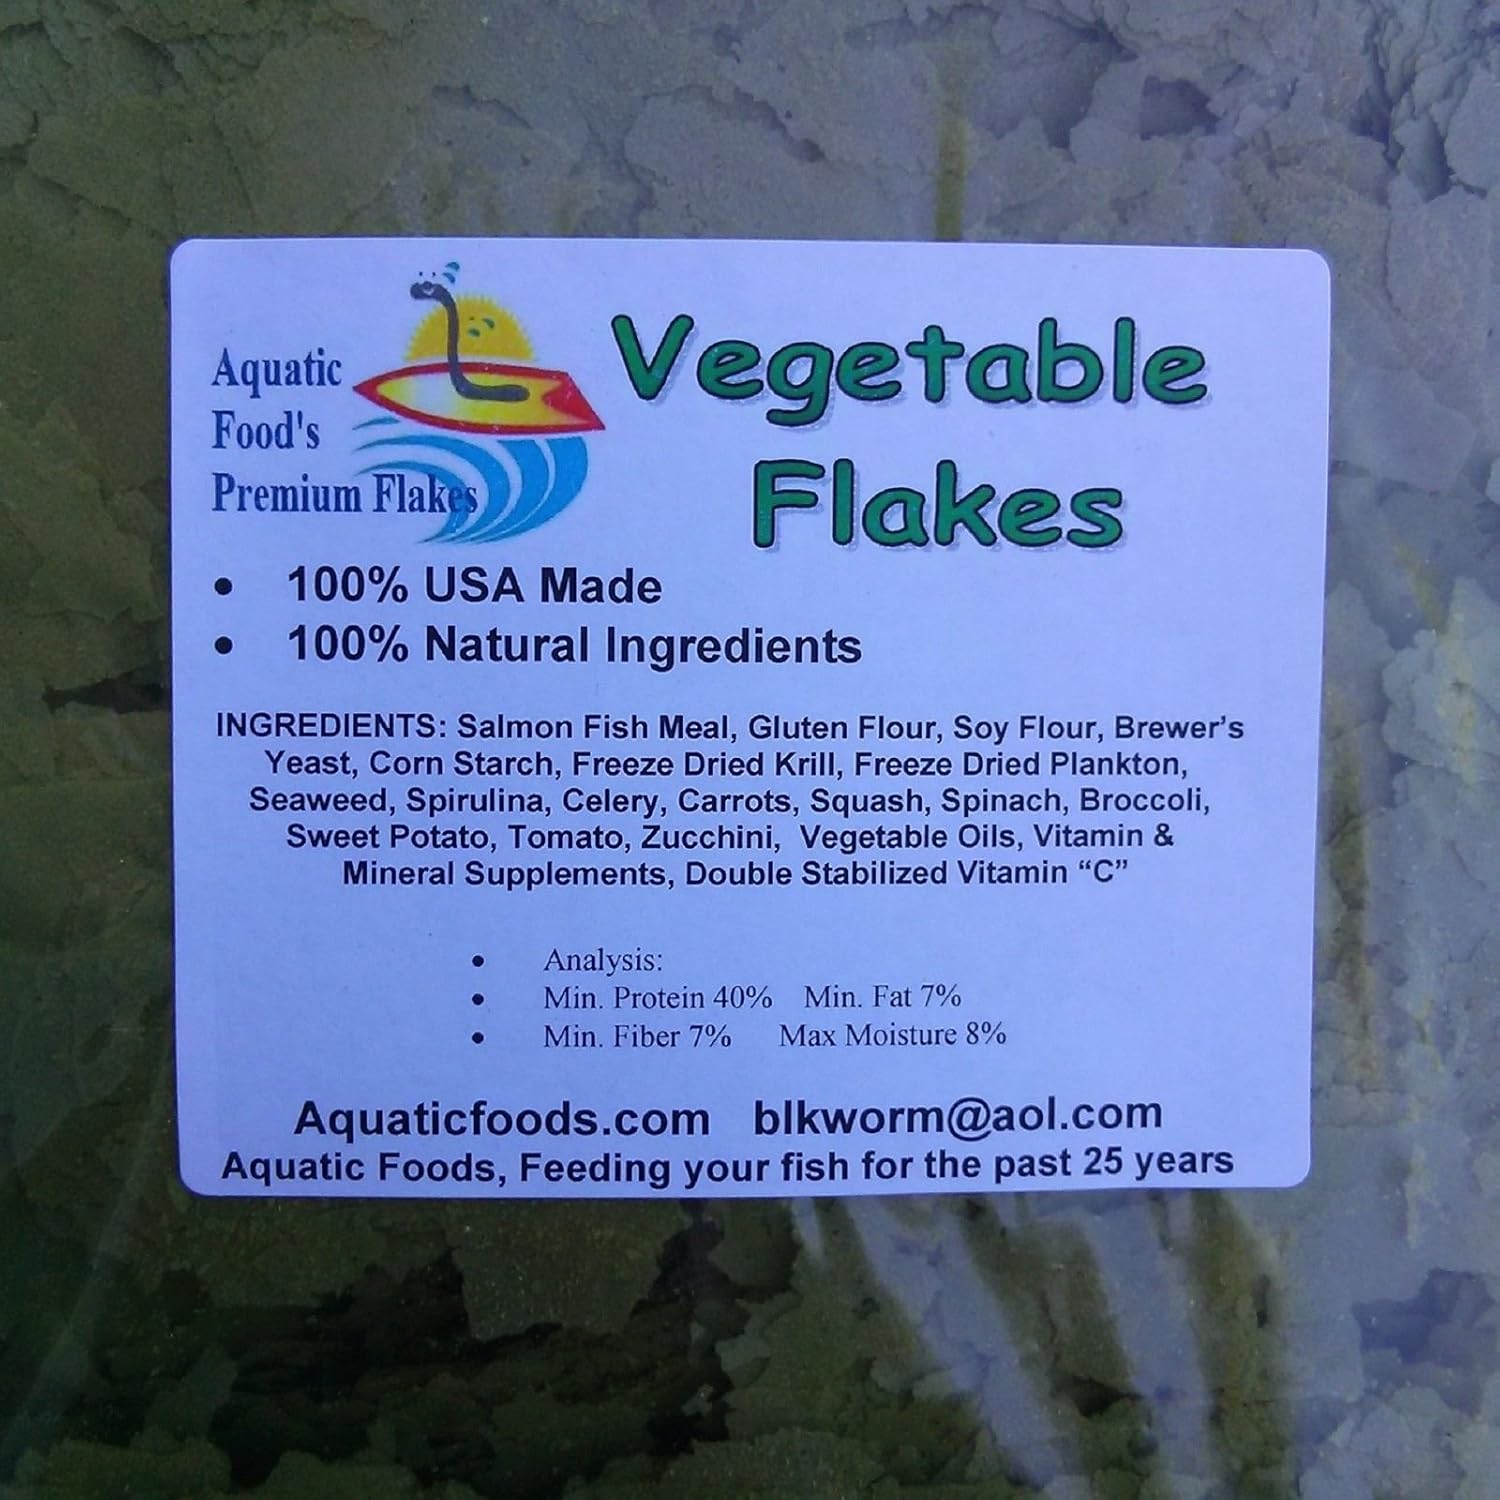 Aquatic
Food's
Premium Flakes
Vegetable
Flakes
• 100% USA Made
• 100% Natural Ingredients
INGREDIENTS: Salmon Fish Meal, Gluten Flour, Soy Flour, Brewer’s
Yeast, Corn Starch, Freeze Dried Krill, Freeze Dried Plankton,
Seaweed, Spirulina, Celery, Carrots, Squash, Spinach, Broccoli,
Sweet Potato, Tomato, Zucchini, Vegetable Oils, Vitamin &
Mineral Supplements, Double Stabilized Vitamin “C”
• Analysis:
• Min. Protein 40% Min. Fat 7%
• Min. Fiber 7% Max Moisture 8%
Aquaticfoods.com blkworm@aol.com
Aquatic Foods, Feeding your fish for the past 25 years